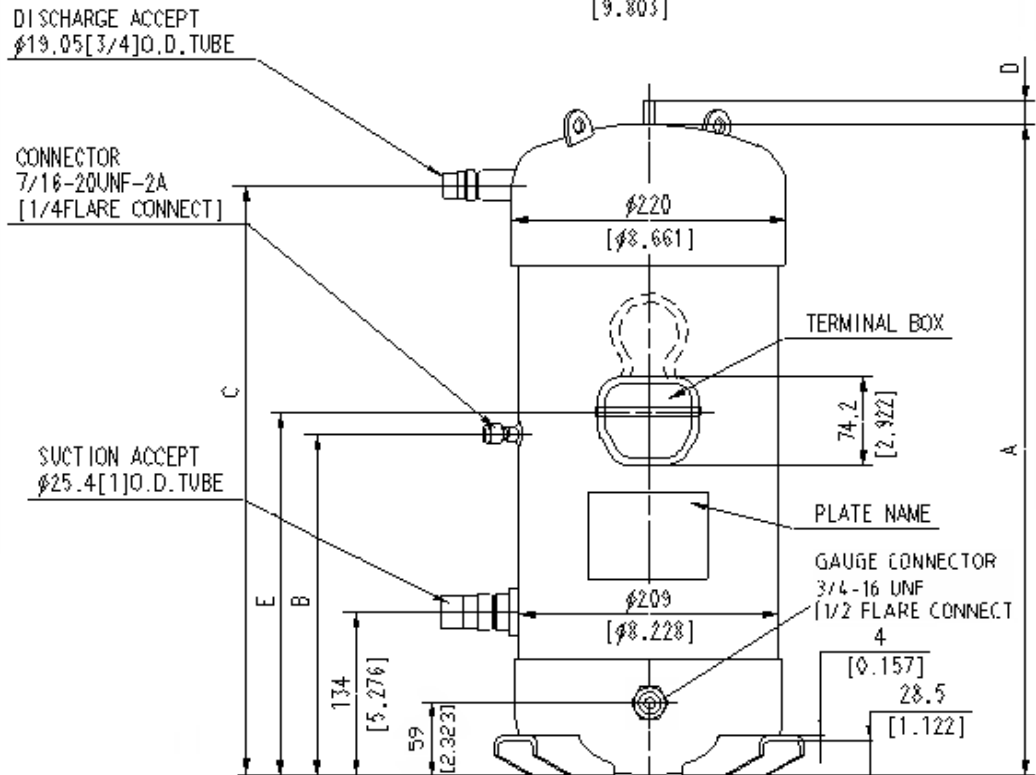 [9.803]
DISCHARGE ACCEPT
φ19.05[3/4]O.D.TUBE
D
CONNECTOR
7/16-20UNF-2A
[1/4FLARE CONNECT]
φ220
[φ8.661]
TERMINAL BOX
C
74.2
[2.922]
A
SUCTION ACCEPT
φ25.4[1]O.D.TUBE
PLATE NAME
GAUGE CONNECTOR
3/4-16 UNF
[1/2 FLARE CONNECT
E
B
φ209
[φ8.228]
4
[0.157]
134
[5.276]
28.5
[1.122]
59
[2.323]